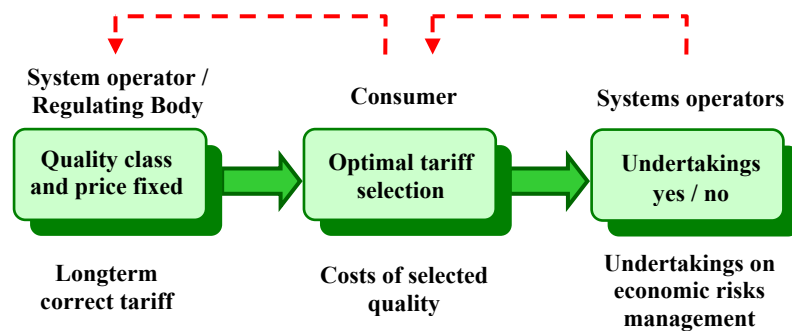 System operator /
Regulating Body
Consumer
Systems operators
Quality class
and price fixed
Optimal tariff
selection
Undertakings
yes / no
Longterm
correct tariff
Costs of selected
quality
Undertakings on
economic risks
management